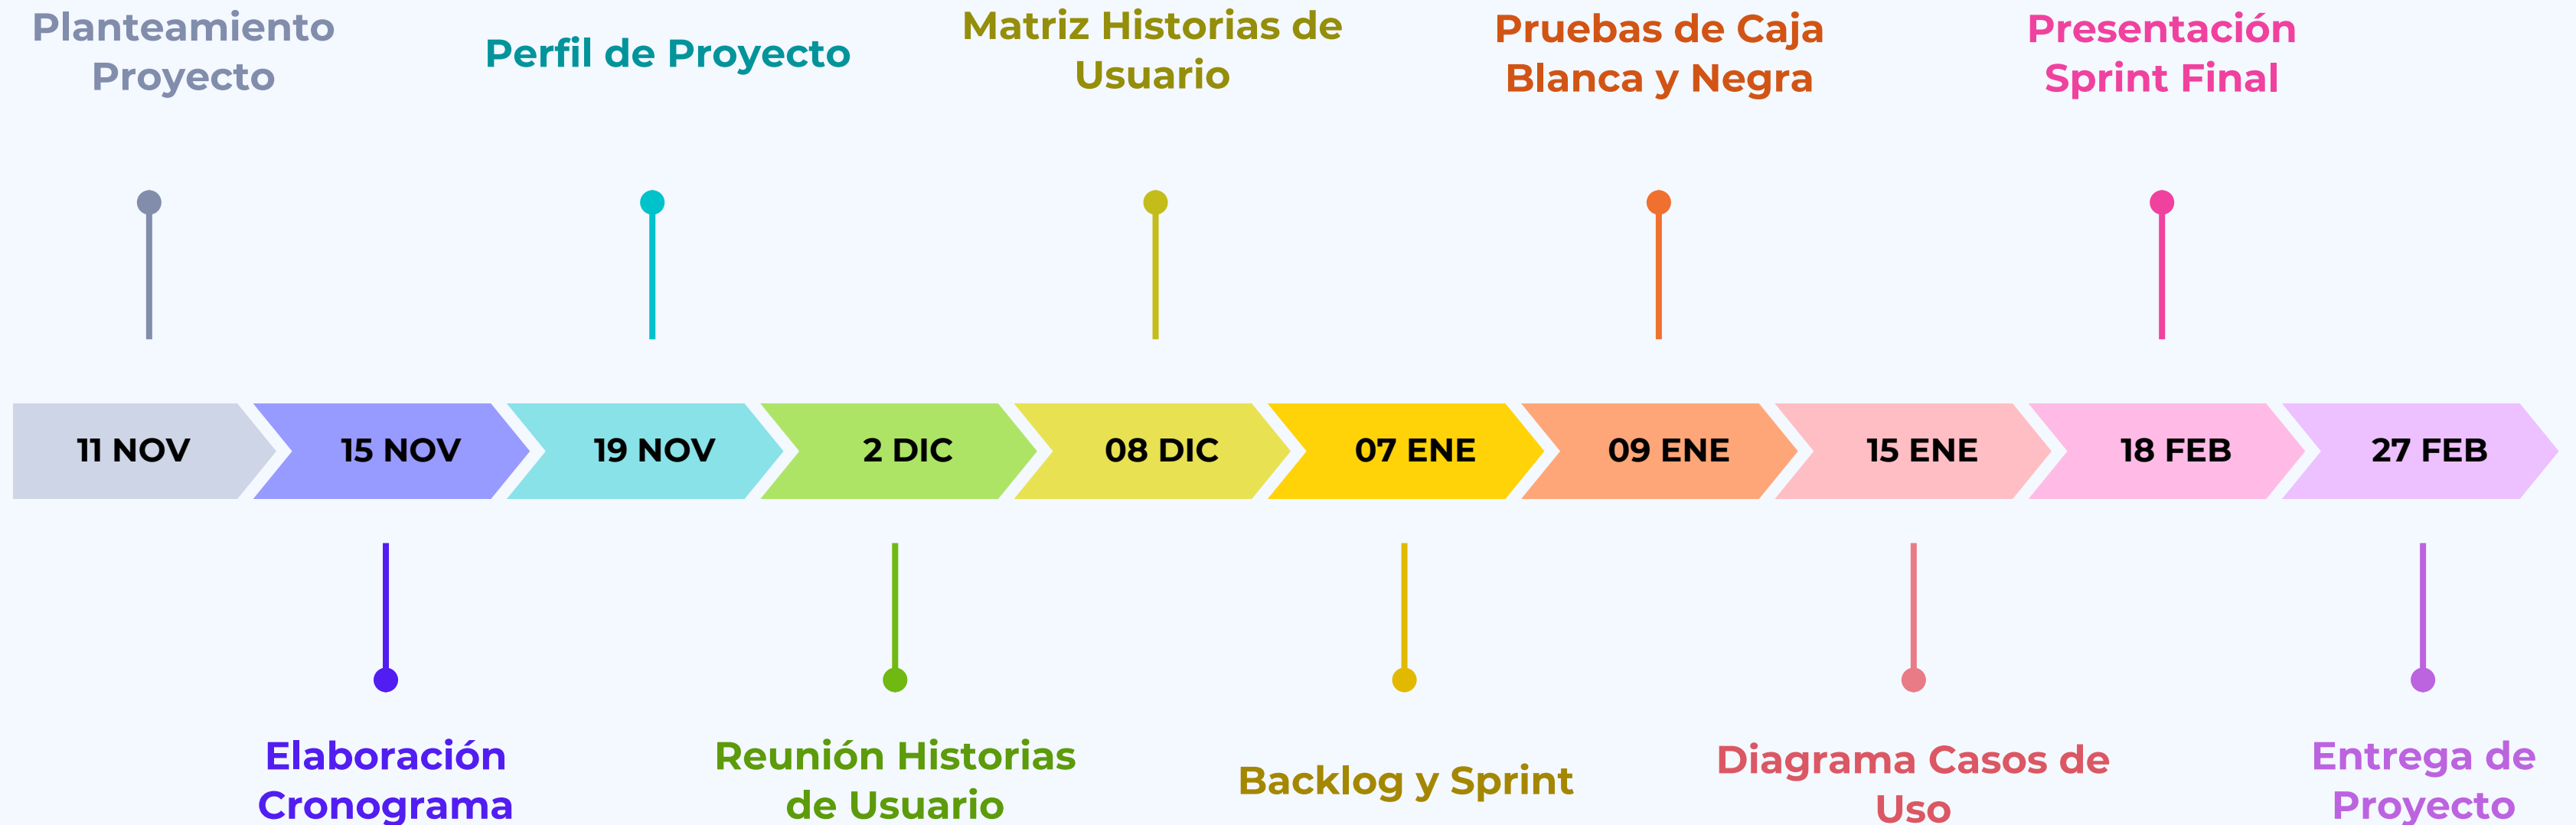 Planteamiento
Proyecto
Perfil de Proyecto
Matriz Historias de
Usuario
Pruebas de Caja
Blanca y Negra
Presentación
Sprint Final
11 NOV
15 NOV
19 NOV
2 DIC
08 DIC
07 ENE
09 ENE
15 ENE
18 FEB
27 FEB
Elaboración
Cronograma
Reunión Historias
de Usuario
Backlog y Sprint
Diagrama Casos de
Uso
Entrega de
Proyecto